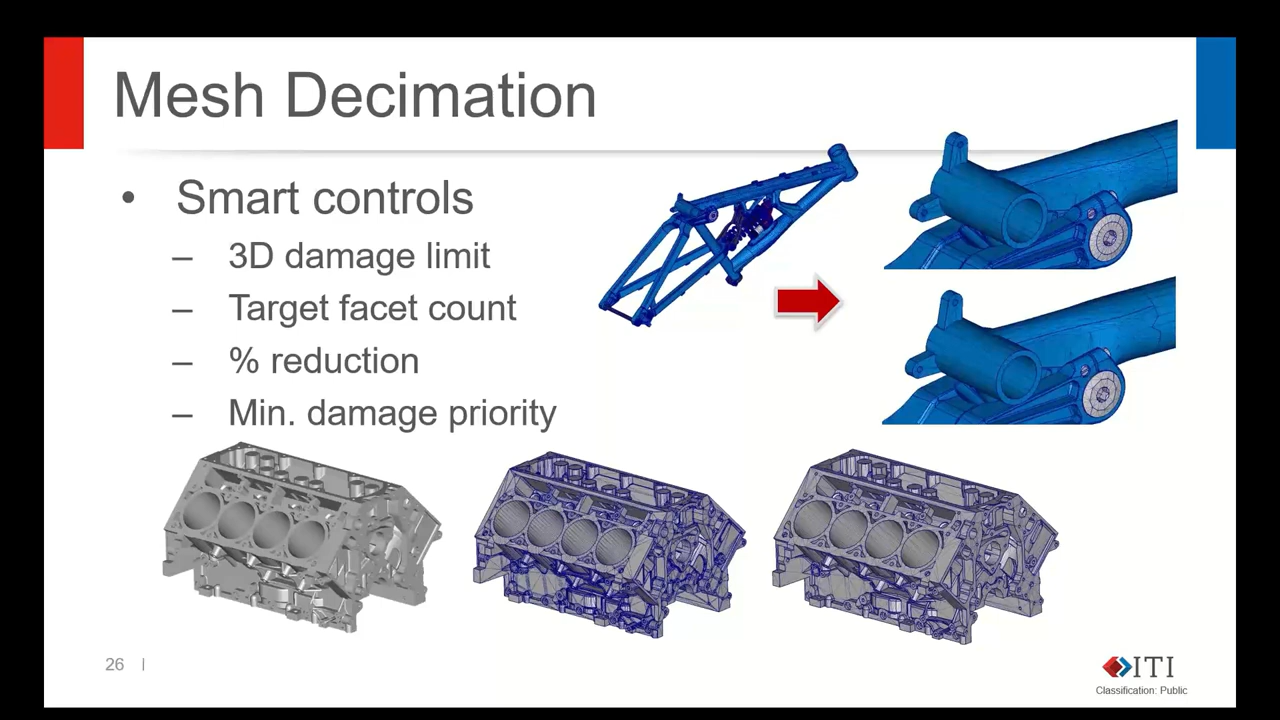 Mesh Decimation
• Smart controls
– 3D damage limit
– Target facet count
– % reduction
– Min. damage priority
26 |
ITI
Classification: Public